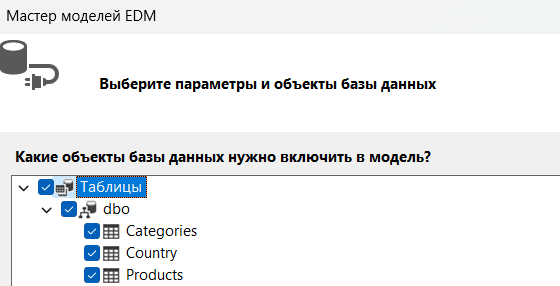 Мастер моделей EDM
Выберите параметры и объекты базы данных
Какие объекты базы данных нужно включить в модель?
Таблицы
dbo
Categories
Country
Products